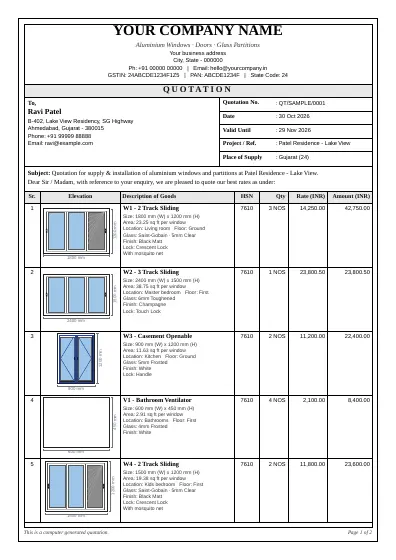 YOUR COMPANY NAME
Aluminium Windows · Doors · Glass Partitions
Your business address
City, State - 000000
Ph: +91 00000 00000 | Email: hello@yourcompany.in
GSTIN: 24ABCDE1234F1Z5 | PAN: ABCDE1234F | State Code: 24
QUOTATION
To,
Ravi Patel
B-402, Lake View Residency, SG Highway
Ahmedabad, Gujarat - 380015
Phone: +91 99999 88888
Email: ravi@example.com
Quotation No. : QT/SAMPLE/0001
Date : 30 Oct 2026
Valid Until : 29 Nov 2026
Project / Ref. : Patel Residence - Lake View
Place of Supply : Gujarat (24)
Subject: Quotation for supply & installation of aluminium windows and partitions at Patel Residence - Lake View.
Dear Sir / Madam, with reference to your enquiry, we are pleased to quote our best rates as under:
Sr. Elevation Description of Goods HSN Qty Rate (INR) Amount (INR)
1 W1 - 2 Track Sliding 7610 3 NOS 14,250.00 42,750.00
Size: 1800 mm (W) x 1200 mm (H)
Area: 23.25 sq ft per window
Location: Living room Floor: Ground
Glass: Saint-Gobain · 5mm Clear
Finish: Black Matt
Lock: Crescent Lock
With mosquito net
1800 mm
2 W2 - 3 Track Sliding 7610 1 NOS 23,800.50 23,800.50
Size: 2400 mm (W) x 1500 mm (H)
Area: 38.75 sq ft per window
Location: Master bedroom Floor: First
Glass: 6mm Toughened
Finish: Champagne
Lock: Touch Lock
2400 mm
3 W3 - Casement Openable 7610 2 NOS 11,200.00 22,400.00
Size: 900 mm (W) x 1200 mm (H)
Area: 11.63 sq ft per window
Location: Kitchen Floor: Ground
Glass: 5mm Frosted
Finish: White
Lock: Handle
1200 mm
900 mm
4 V1 - Bathroom Ventilator 7610 4 NOS 2,100.00 8,400.00
Size: 600 mm (W) x 450 mm (H)
Area: 2.91 sq ft per window
Location: Bathrooms Floor: First
Glass: 4mm Frosted
Finish: White
600 mm
5 W4 - 2 Track Sliding 7610 2 NOS 11,800.00 23,600.00
Size: 1500 mm (W) x 1200 mm (H)
Area: 19.38 sq ft per window
Location: Kids bedroom Floor: First
Glass: Saint-Gobain · 5mm Clear
Finish: Black Matt
Lock: Crescent Lock
With mosquito net
1500 mm
This is a computer generated quotation. Page 1 of 2